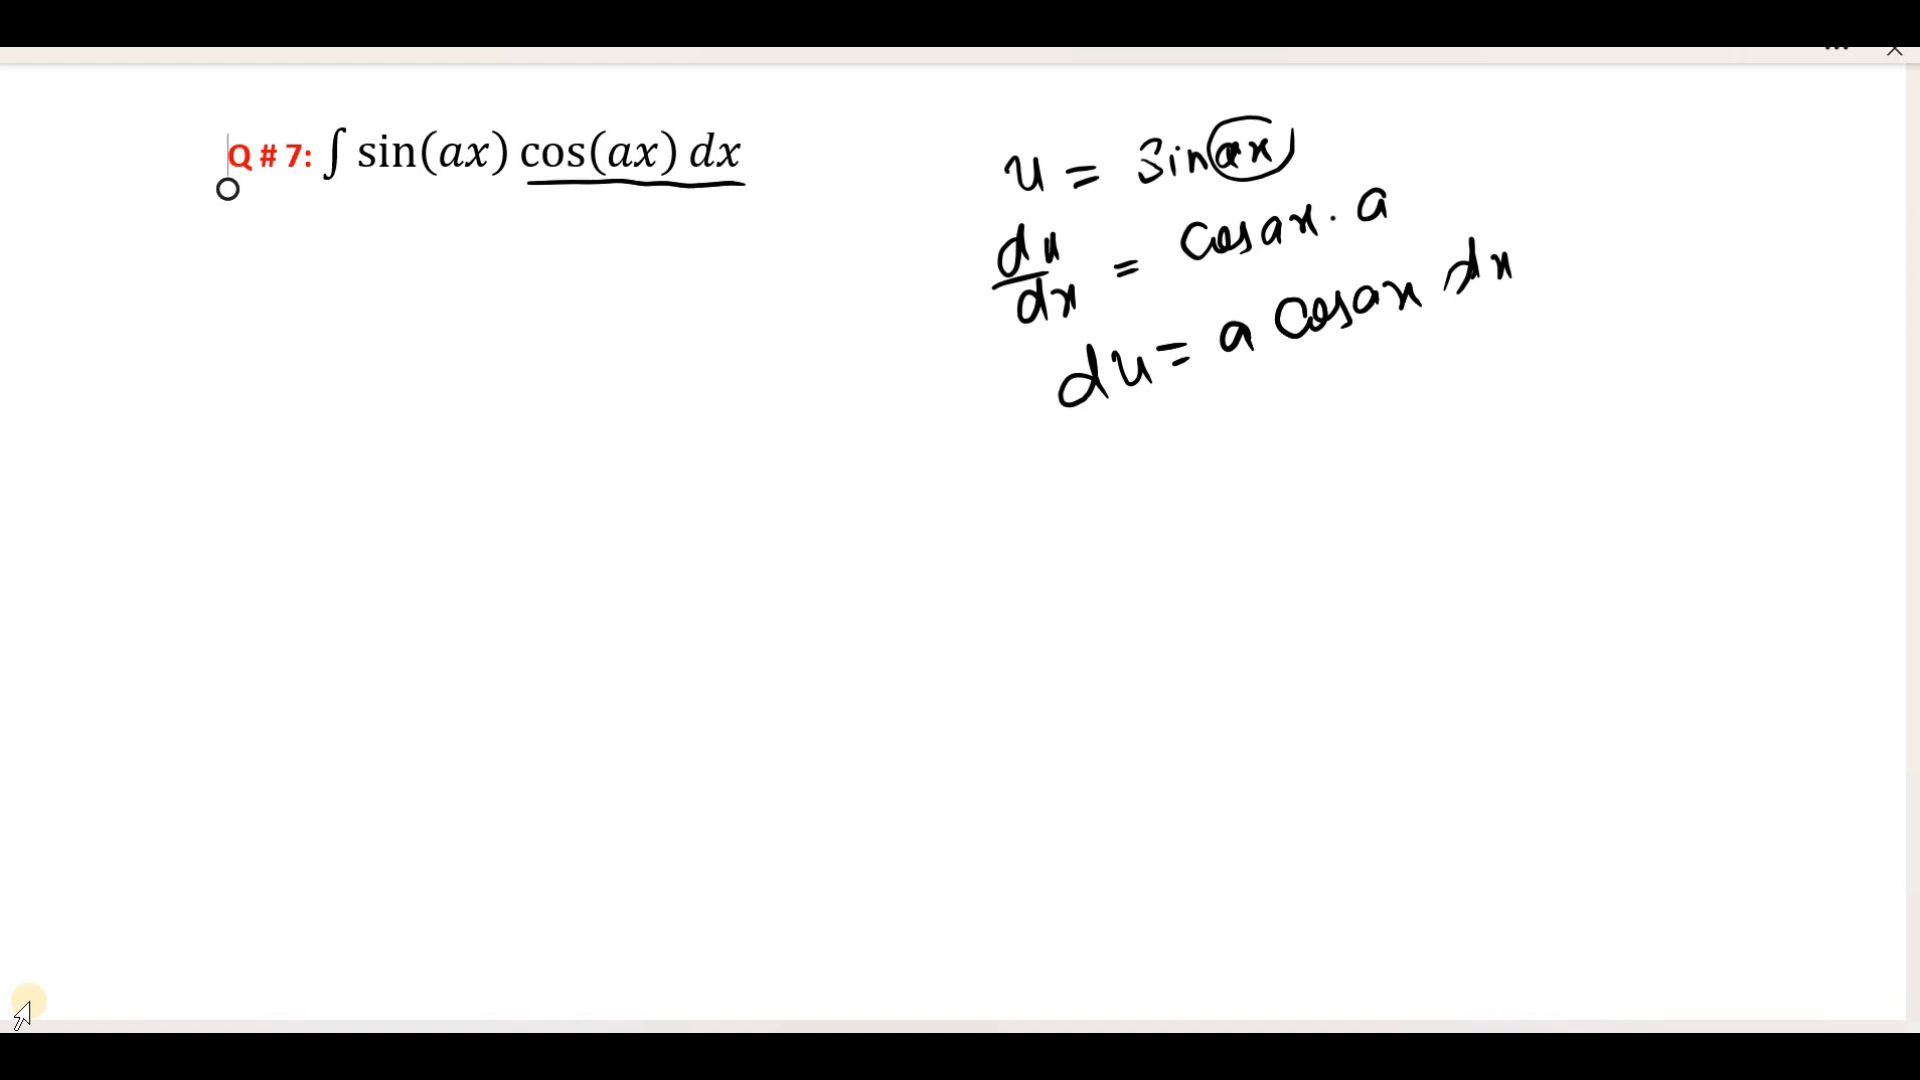 Q # 7: ∫ sin(ax) cos(ax) dx
u = Sin(ax)
du/dx = Cosax · a
du = a Cosax dx